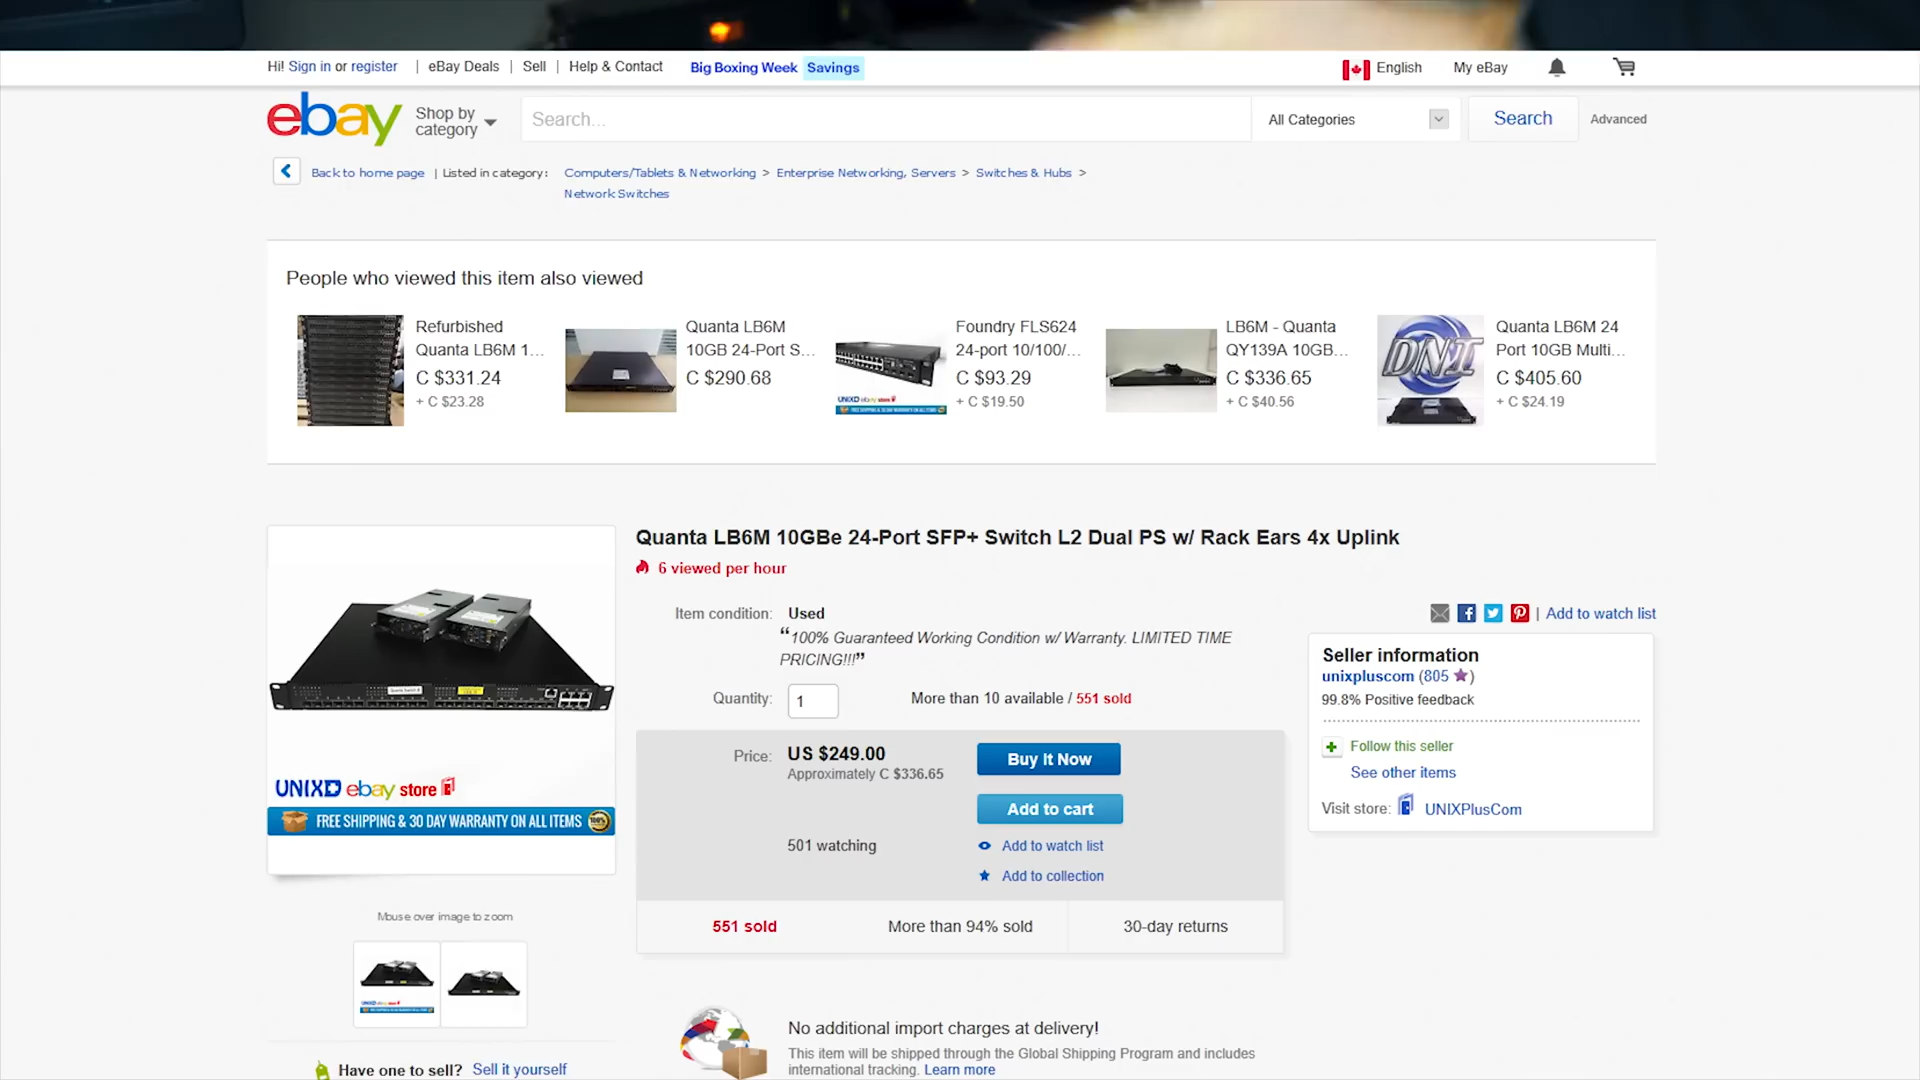 Hi! Sign in or register | eBay Deals | Sell | Help & Contact Big Boxing Week Savings English My eBay
ebay Shop by category Search... All Categories Search Advanced
Back to home page | Listed in category: Computers/Tablets & Networking > Enterprise Networking, Servers > Switches & Hubs >
Network Switches
People who viewed this item also viewed
Refurbished
Quanta LB6M 1...
C $331.24
+ C $23.28
Quanta LB6M
10GB 24-Port S...
C $290.68
UNIXD ebay store
Foundry FLS624
24-port 10/100/...
C $93.29
+ C $19.50
LB6M - Quanta
QY139A 10GB...
C $336.65
+ C $40.56
DNI
Quanta LB6M 24
Port 10GB Multi...
C $405.60
+ C $24.19
Quanta LB6M 10GBe 24-Port SFP+ Switch L2 Dual PS w/ Rack Ears 4x Uplink
6 viewed per hour
Item condition: Used
“100% Guaranteed Working Condition w/ Warranty. LIMITED TIME
PRICING!!!”
Quantity: 1 More than 10 available / 551 sold
Price: US $249.00
Approximately C $336.65
Buy It Now
Add to cart
501 watching
Add to watch list
Add to collection
551 sold More than 94% sold 30-day returns
| Add to watch list
Seller information
unixpluscom (805)
99.8% Positive feedback
Follow this seller
See other items
Visit store: UNIXPlusCom
UNIXD ebay store
FREE SHIPPING & 30 DAY WARRANTY ON ALL ITEMS 100%
Mouse over image to zoom
Have one to sell? Sell it yourself
No additional import charges at delivery!
This item will be shipped through the Global Shipping Program and includes
international tracking. Learn more